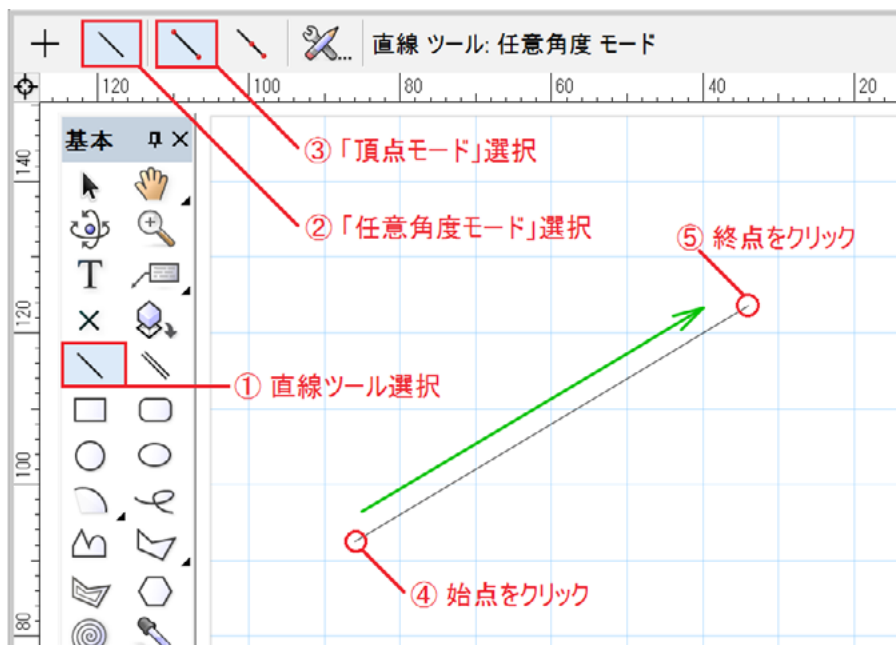 直線 ツール: 任意角度 モード
120 100 80 60 40 20
基本
140
120
100
80
③「頂点モード」選択
②「任意角度モード」選択
⑤ 終点をクリック
① 直線ツール選択
④ 始点をクリック